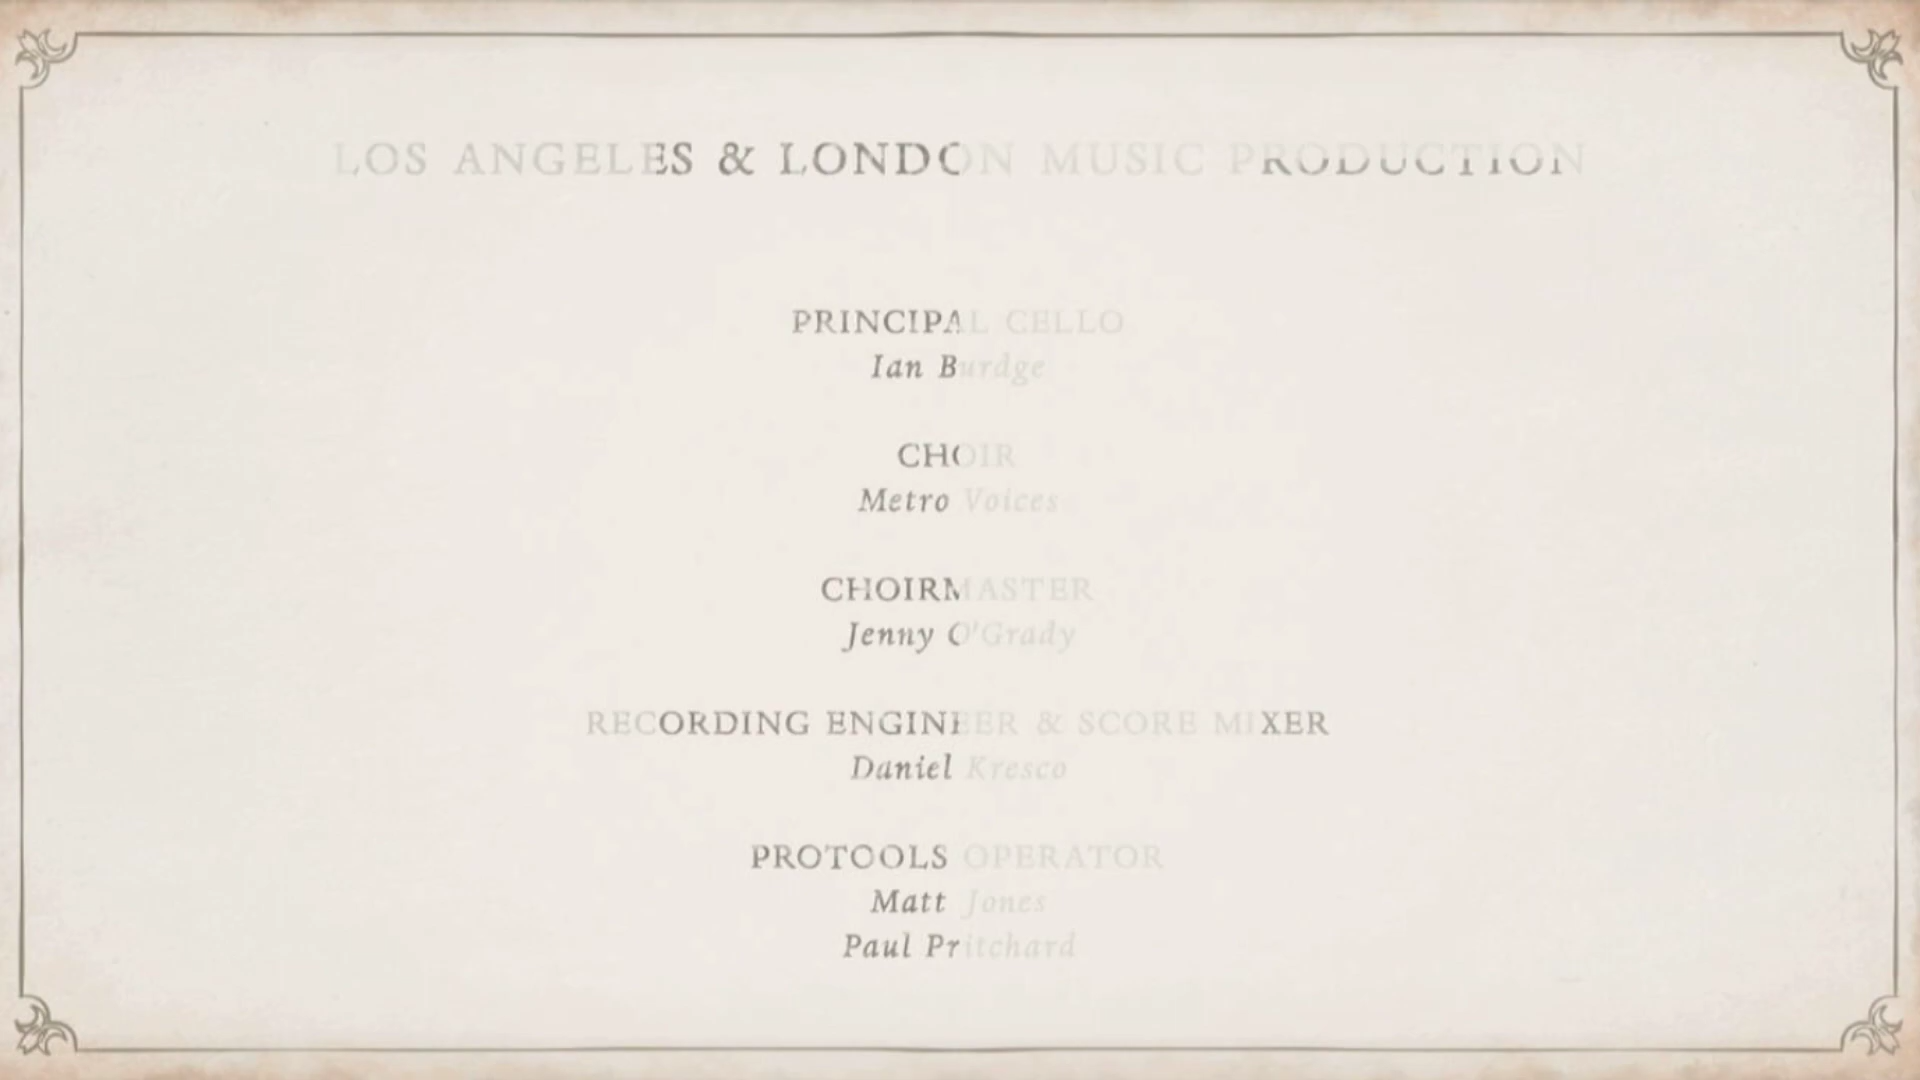 LOS ANGELES & LONDON MUSIC PRODUCTION
PRINCIPAL CELLO
Ian Burdge
CHOIR
Metro Voices
CHOIRMASTER
Jenny O'Grady
RECORDING ENGINEER & SCORE MIXER
Daniel Kresco
PROTOOLS OPERATOR
Matt Jones
Paul Pritchard